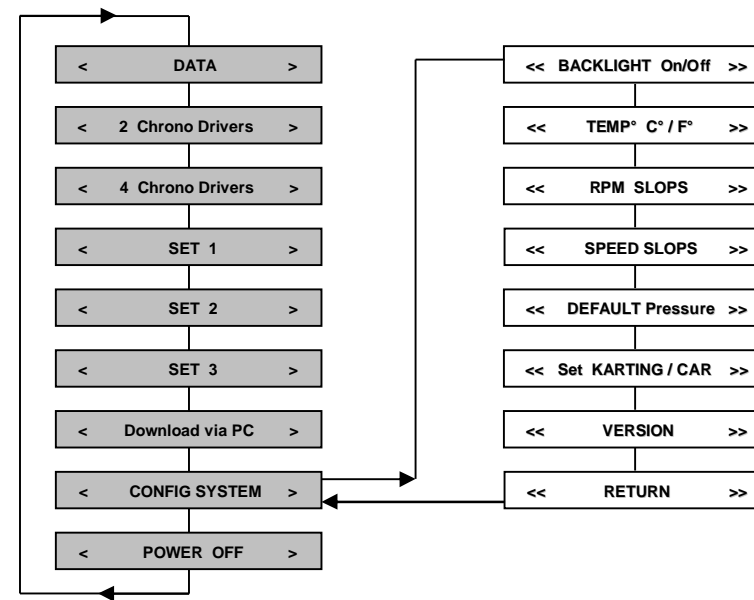 < DATA >
< 2 Chrono Drivers >
< 4 Chrono Drivers >
< SET 1 >
< SET 2 >
< SET 3 >
< Download via PC >
< CONFIG SYSTEM >
< POWER OFF >
<< BACKLIGHT On/Off >>
<< TEMP° C° / F° >>
<< RPM SLOPS >>
<< SPEED SLOPS >>
<< DEFAULT Pressure >>
<< Set KARTING / CAR >>
<< VERSION >>
<< RETURN >>